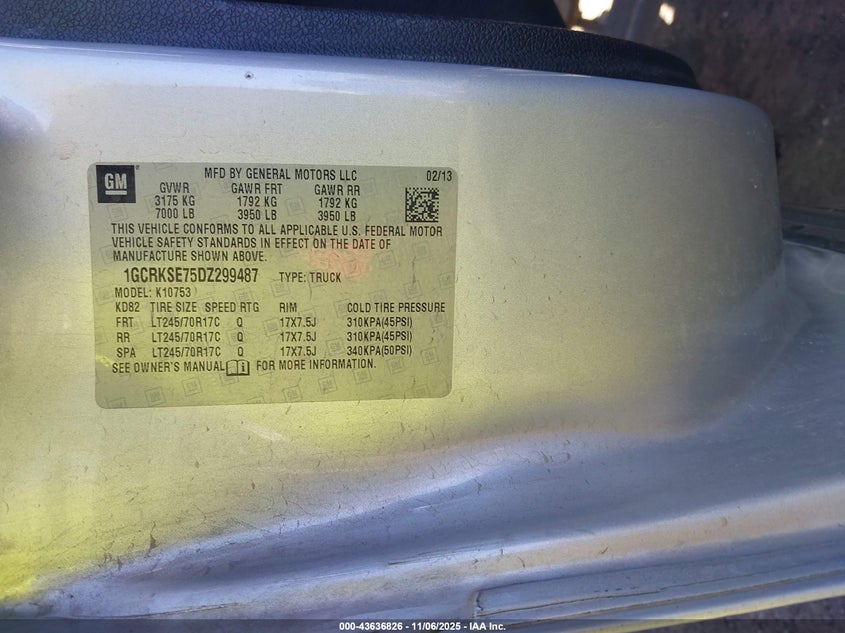 GM
MFD BY GENERAL MOTORS LLC 02/13
GVWR GAWR FRT GAWR RR
3175 KG 1792 KG 1792 KG
7000 LB 3950 LB 3950 LB
THIS VEHICLE CONFORMS TO ALL APPLICABLE U.S. FEDERAL MOTOR
VEHICLE SAFETY STANDARDS IN EFFECT ON THE DATE OF
MANUFACTURE SHOWN ABOVE.
1GCRKSE75DZ299487 TYPE: TRUCK
MODEL: K10753
KD82 TIRE SIZE SPEED RTG RIM COLD TIRE PRESSURE
FRT LT245/70R17C Q 17X7.5J 310KPA(45PSI)
RR LT245/70R17C Q 17X7.5J 310KPA(45PSI)
SPA LT245/70R17C Q 17X7.5J 340KPA(50PSI)
SEE OWNER'S MANUAL FOR MORE INFORMATION.
000-43636826 - 11/06/2025 - IAA Inc.